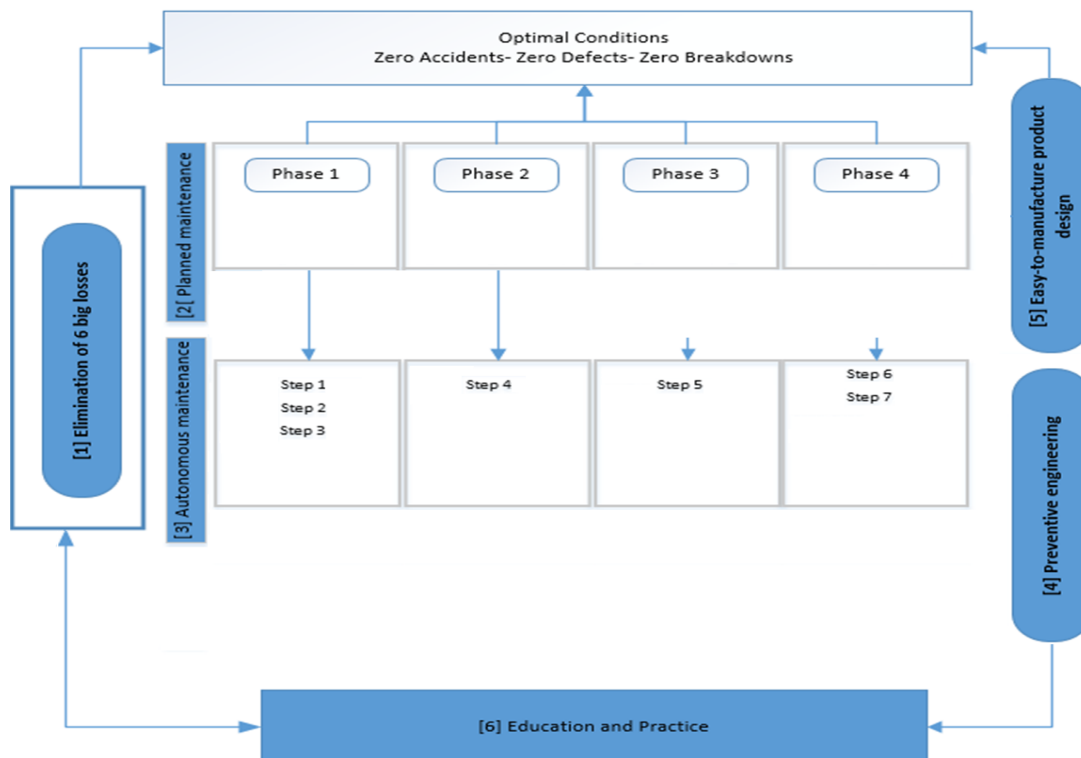 Optimal Conditions
Zero Accidents- Zero Defects- Zero Breakdowns
[1] Elimination of 6 big losses
[2[ Planned maintenance
Phase 1
Phase 2
Phase 3
Phase 4
[5] Easy-to-manufacture product
design
[3] Autonomous maintenance
Step 1
Step 2
Step 3
Step 4
Step 5
Step 6
Step 7
[4] Preventive engineering
[6] Education and Practice